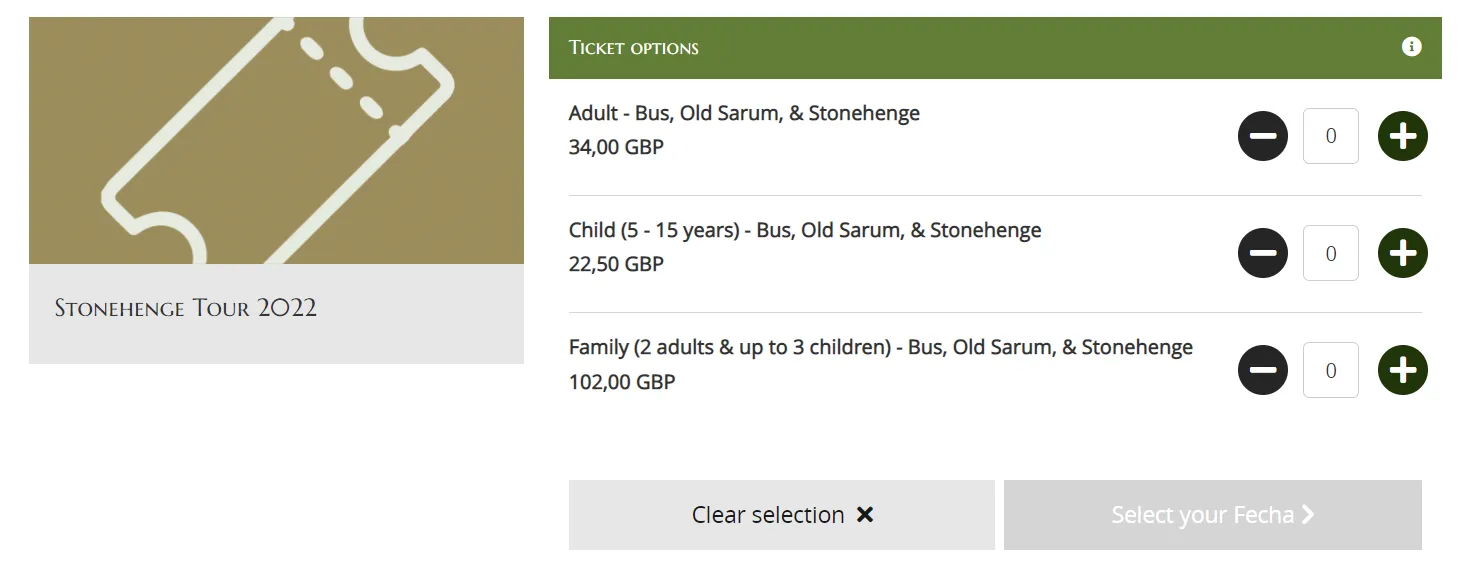 Stonehenge Tour 2022
Ticket options
Adult - Bus, Old Sarum, & Stonehenge
34,00 GBP
0
Child (5 - 15 years) - Bus, Old Sarum, & Stonehenge
22,50 GBP
0
Family (2 adults & up to 3 children) - Bus, Old Sarum, & Stonehenge
102,00 GBP
0
Clear selection
Select your Fecha